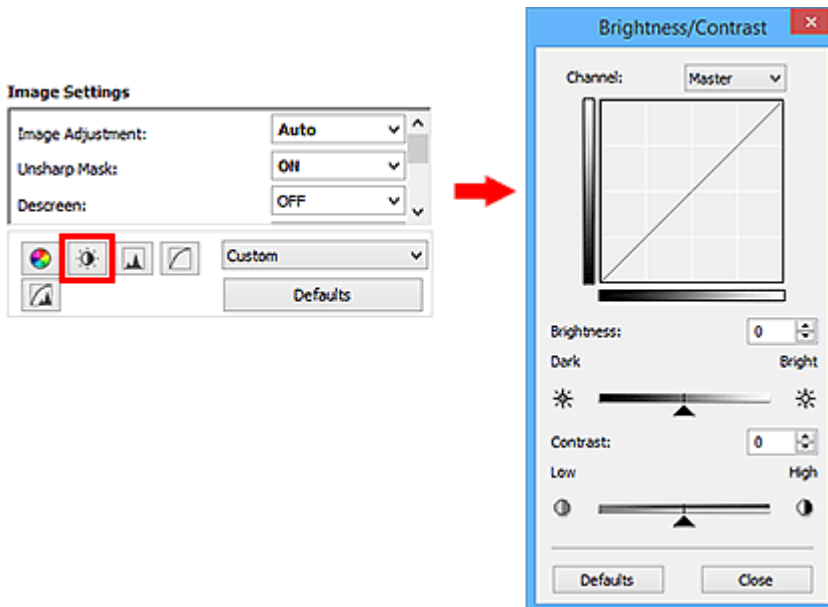 Image Settings
Image Adjustment: Auto
Unsharp Mask: ON
Descreen: OFF
Custom
Defaults
Brightness/Contrast
Channel: Master
Brightness: 0
Dark Bright
Contrast: 0
Low High
Defaults Close